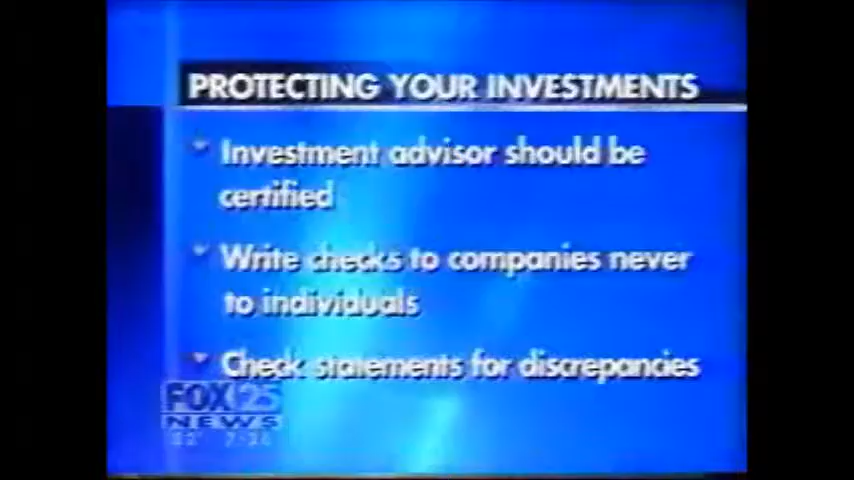 PROTECTING YOUR INVESTMENTS
* Investment advisor should be
certified
* Write checks to companies never
to individuals
* Check statements for discrepancies
FOX 25
NEWS